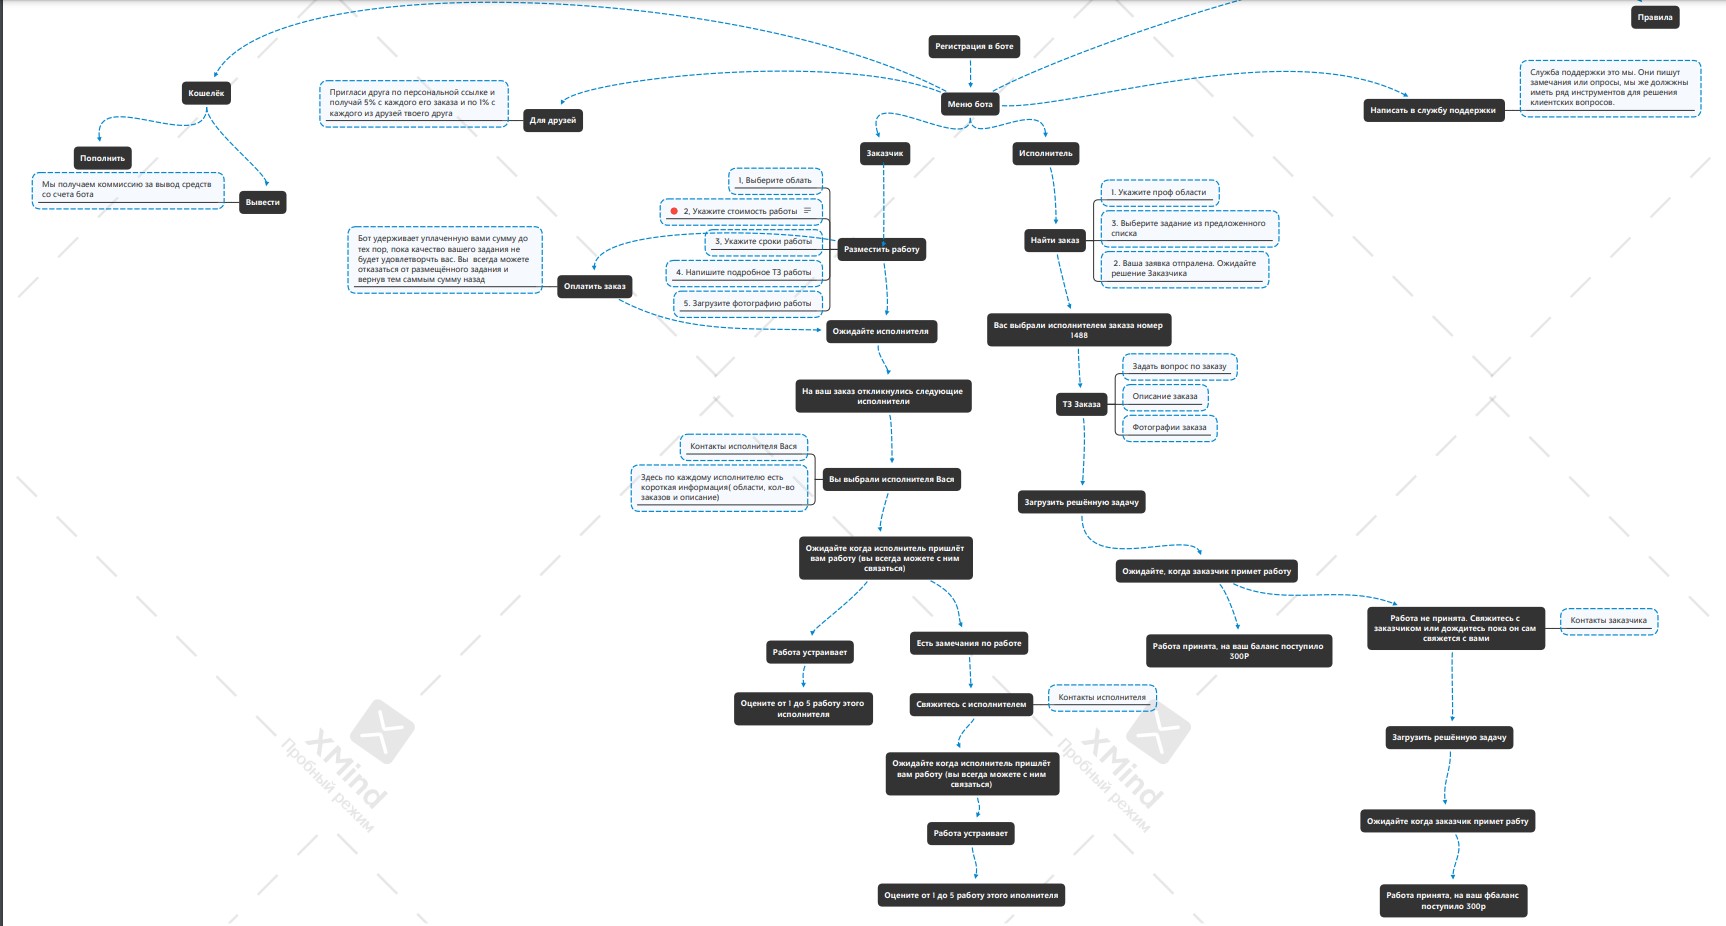 Правила
Регистрация в боте
Служба поддержки это мы. Они пишут
замечания или опросы, мы же должжны
иметь ряд инструментов для решения
клиентских вопросов.
Кошелёк
Пригласи друга по персональной ссылке и
получай 5% с каждого его заказа и по 1% с
каждого из друзей твоего друга
Для друзей
Меню бота
Написать в службу поддержки
Пополнить
Заказчик
Исполнитель
Мы получаем коммиссию за вывод средств
со счета бота
Вывести
1, Выберите облать
2, Укажите стоимость работы
3, Укажите сроки работы
4. Напишите подробное ТЗ работы
5. Загрузите фотографию работы
Разместить работу
1. Укажите проф области
3. Выберите задание из предложенного
списка
2. Ваша заявка отпралена. Ожидайте
решение Заказчика
Найти заказ
Бот удерживает уплаченную вами сумму до
тех пор, пока качество вашего задания не
будет удовлетворчть вас. Вы всегда можете
отказаться от размещённого задания и
вернув тем саммым сумму назад
Оплатить заказ
Ожидайте исполнителя
Вас выбрали исполнителем заказа номер
1488
На ваш заказ откликнулись следующие
исполнители
ТЗ Заказа
Задать вопрос по заказу
Описание заказа
Фотографии заказа
Контакты исполнителя Вася
Здесь по каждому исполнителю есть
короткая информация( области, кол-во
заказов и описание)
Вы выбрали исполнителя Вася
Загрузить решённую задачу
Ожидайте когда исполнитель пришлёт
вам работу (вы всегда можете с ним
связаться)
Ожидайте, когда заказчик примет работу
Работа устраивает
Есть замечания по работе
Работа принята, на ваш баланс поступило
300Р
Работа не принята. Свяжитесь с
заказчиком или дождитесь пока он сам
свяжется с вами
Контакты заказчика
Оцените от 1 до 5 работу этого
исполнителя
Свяжитесь с исполнителем
Контакты исполнителя
Загрузить решённую задачу
Ожидайте когда исполнитель пришлёт
вам работу (вы всегда можете с ним
связаться)
Работа устраивает
Ожидайте когда заказчик примет рабту
Оцените от 1 до 5 работу этого иполнителя
Работа принята, на ваш фбаланс
поступило 300р
XMind
Пробный режим
XMind
Пробный режим